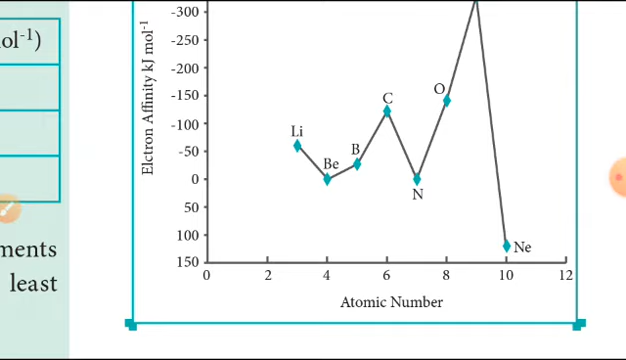 ol-1)
ments
least
Elctron Affinity kJ mol-1
-300
-250
-200
-150
-100
-50
0
50
100
150
Li
Be
B
C
N
O
Ne
0 2 4 6 8 10 12
Atomic Number